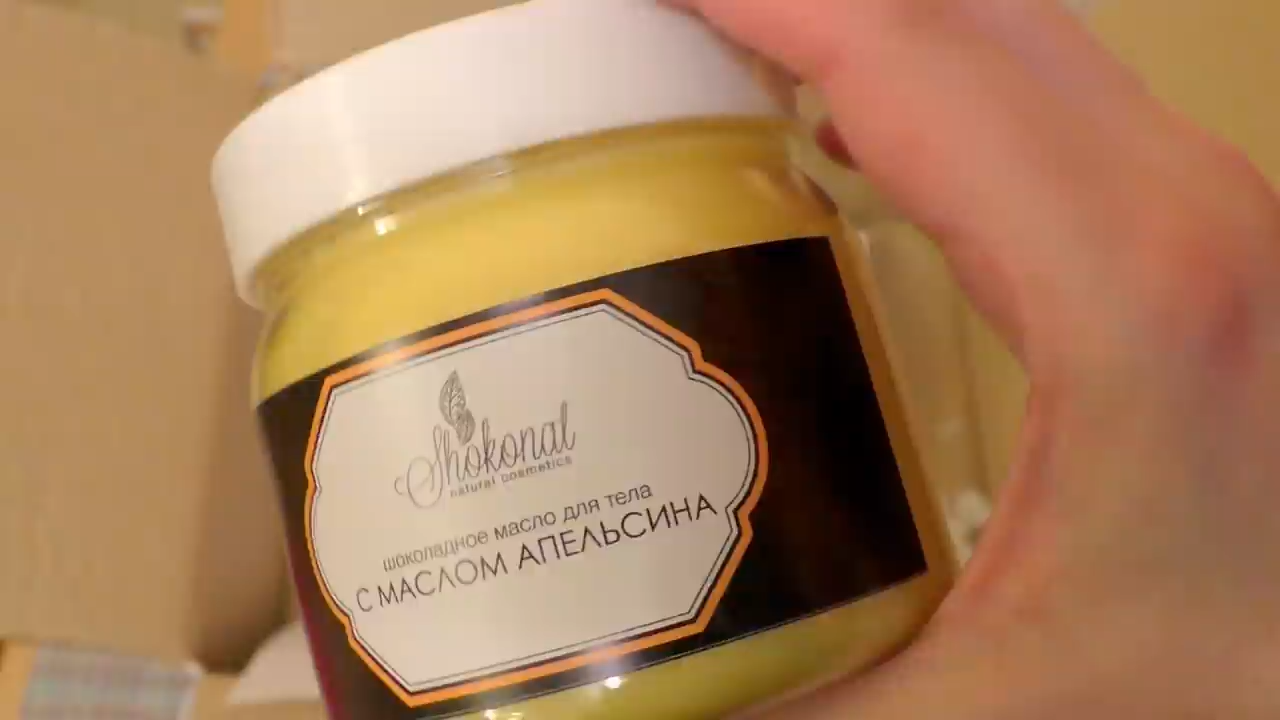 Shokonal
natural cosmetics
шоколадное масло для тела
С МАСЛОМ АПЕЛЬСИНА